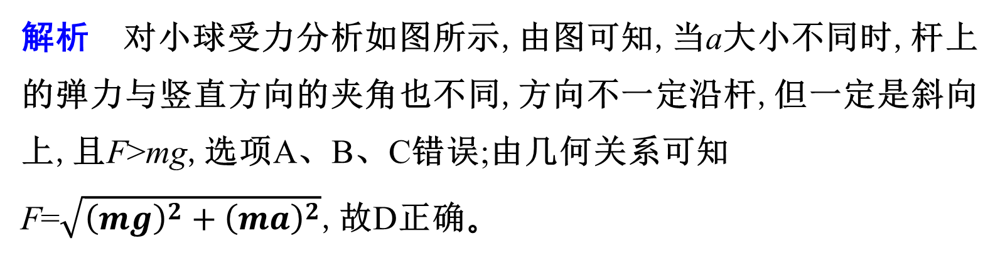 解析　对小球受力分析如图所示,由图可知,当a大小不同时,杆上
的弹力与竖直方向的夹角也不同,方向不一定沿杆,但一定是斜向
上,且F>mg,选项A、B、C错误;由几何关系可知
F=√((mg)²+(ma)²),故D正确。